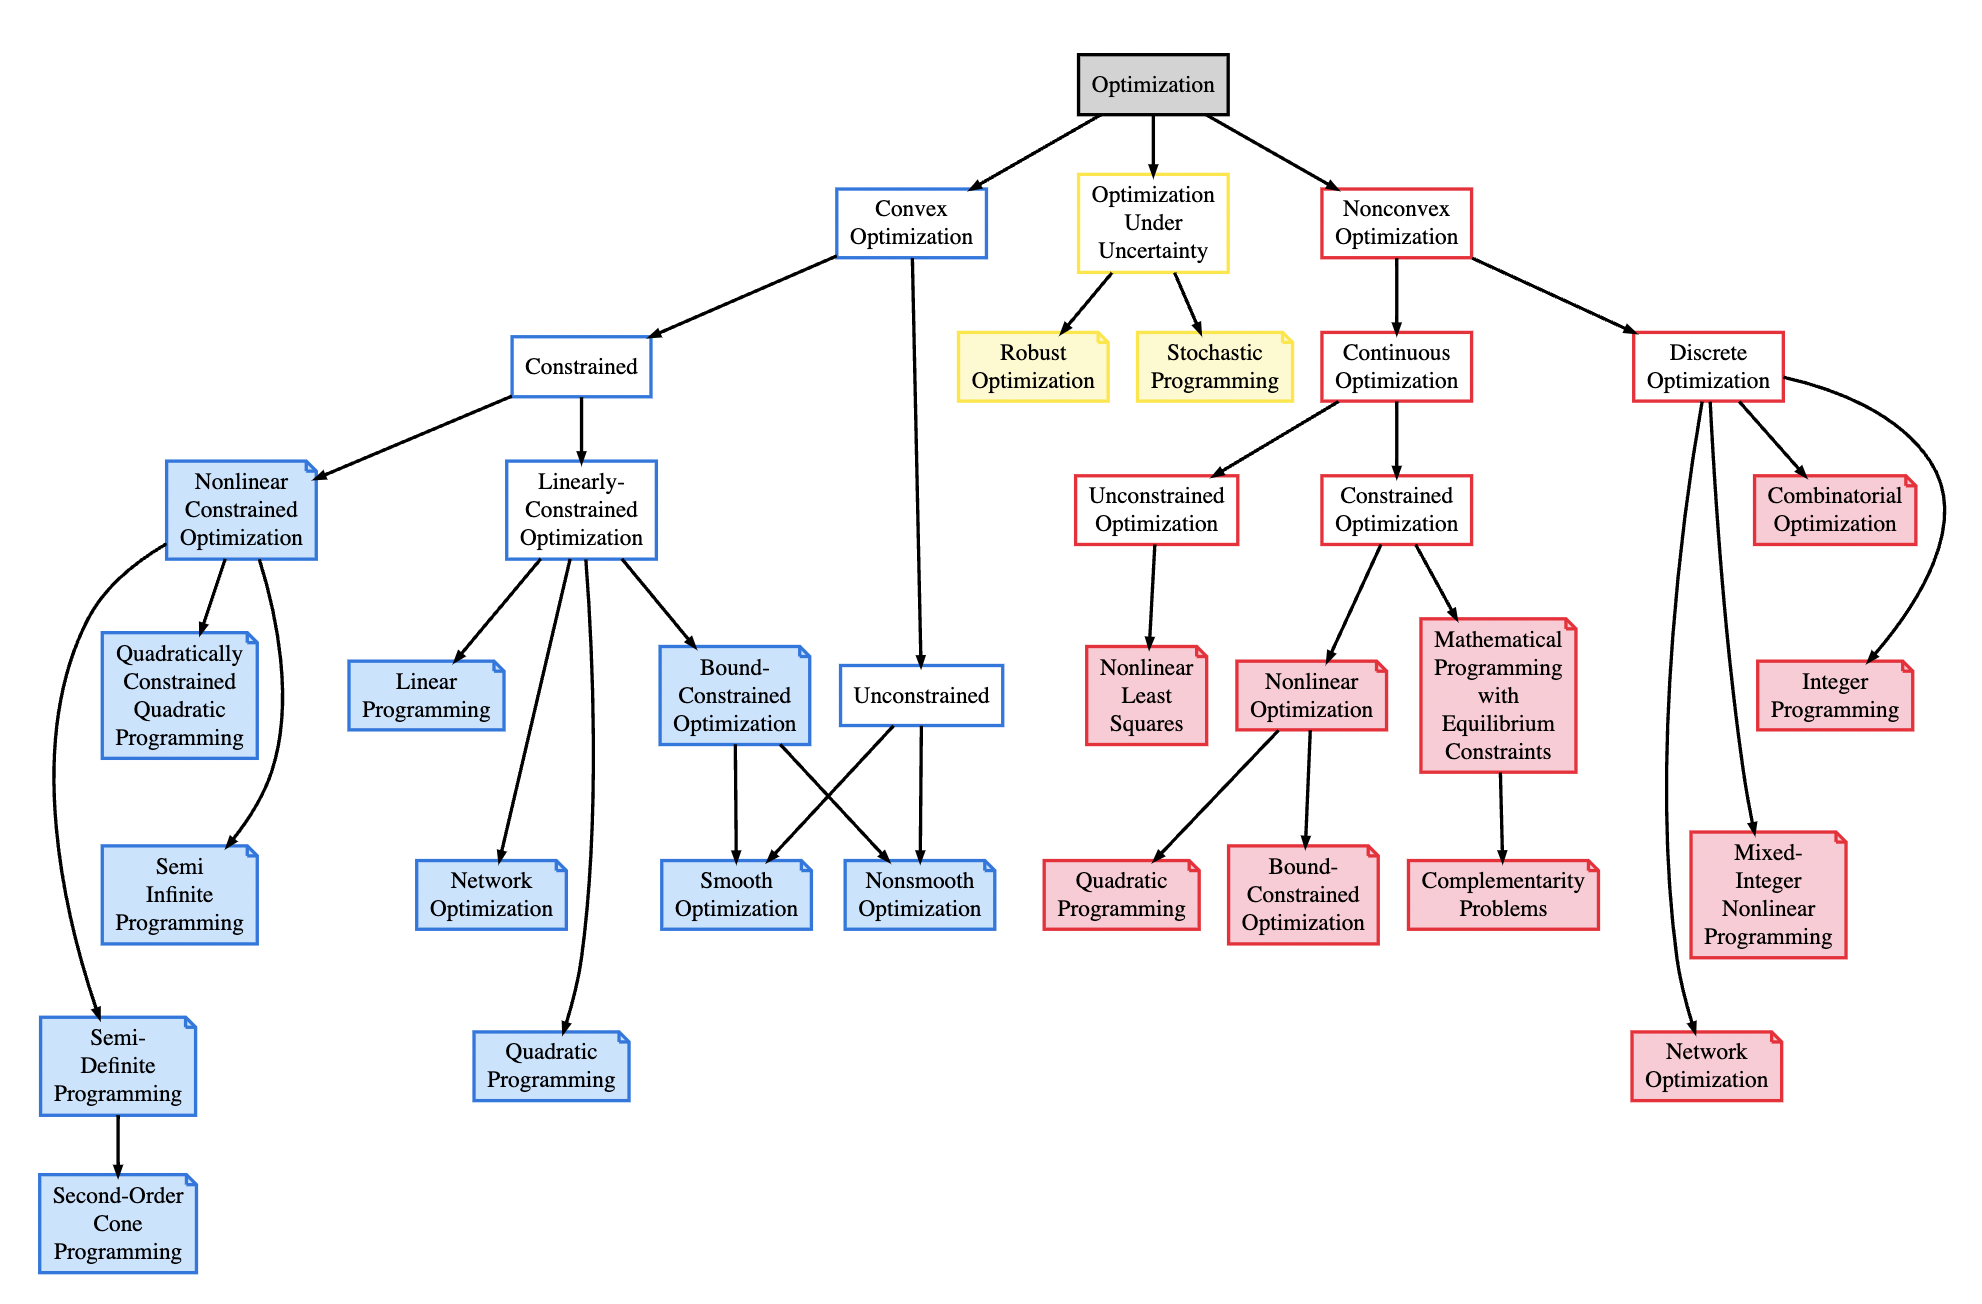 Optimization
Convex
Optimization
Optimization
Under
Uncertainty
Nonconvex
Optimization
Constrained
Robust
Optimization
Stochastic
Programming
Continuous
Optimization
Discrete
Optimization
Nonlinear
Constrained
Optimization
Linearly-
Constrained
Optimization
Unconstrained
Optimization
Constrained
Optimization
Combinatorial
Optimization
Quadratically
Constrained
Quadratic
Programming
Linear
Programming
Bound-
Constrained
Optimization
Unconstrained
Nonlinear
Least
Squares
Nonlinear
Optimization
Mathematical
Programming
with
Equilibrium
Constraints
Integer
Programming
Semi
Infinite
Programming
Network
Optimization
Smooth
Optimization
Nonsmooth
Optimization
Quadratic
Programming
Bound-
Constrained
Optimization
Complementarity
Problems
Mixed-
Integer
Nonlinear
Programming
Semi-
Definite
Programming
Quadratic
Programming
Network
Optimization
Second-Order
Cone
Programming